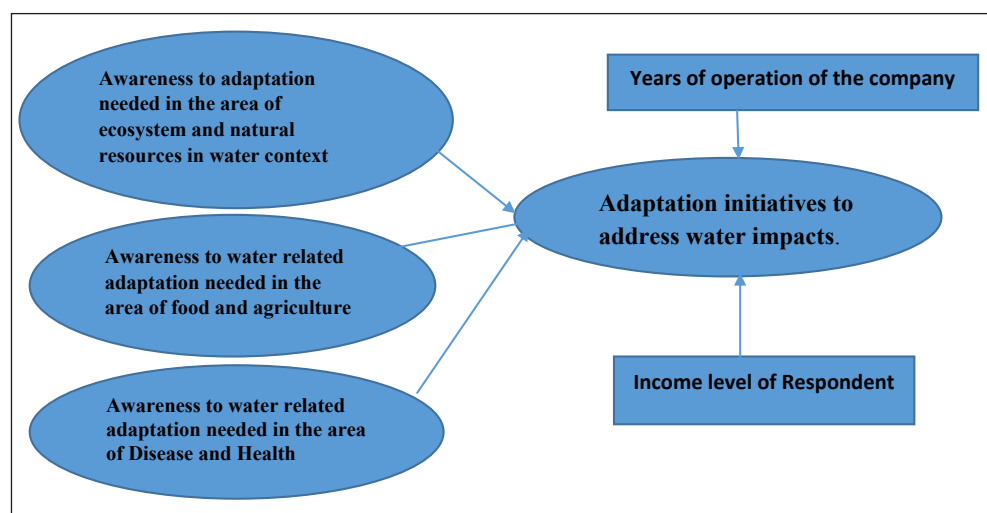 Awareness to adaptation
needed in the area of
ecosystem and natural
resources in water context
Awareness to water related
adaptation needed in the
area of food and agriculture
Awareness to water related
adaptation needed in the area
of Disease and Health
Years of operation of the company
Adaptation initiatives to
address water impacts.
Income level of Respondent